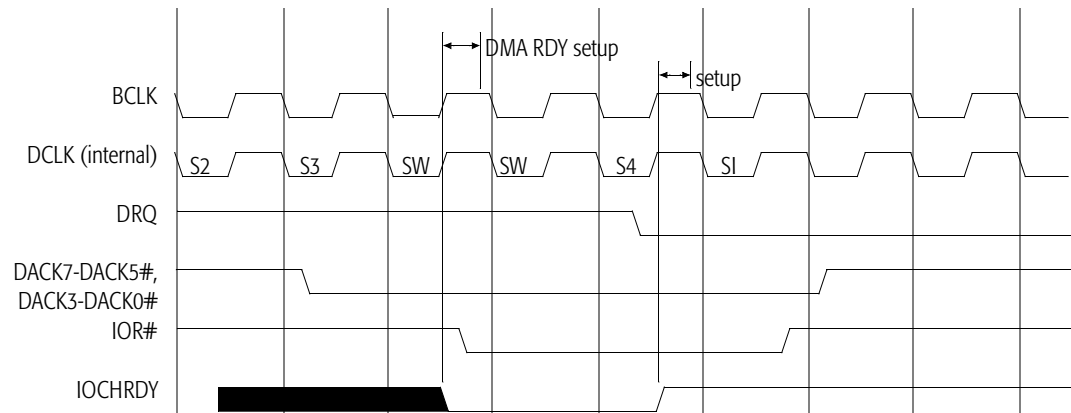 DMA RDY setup
setup
BCLK
DCLK (internal)
S2
S3
SW
SW
S4
SI
DRQ
DACK7-DACK5#,
DACK3-DACK0#
IOR#
IOCHRDY